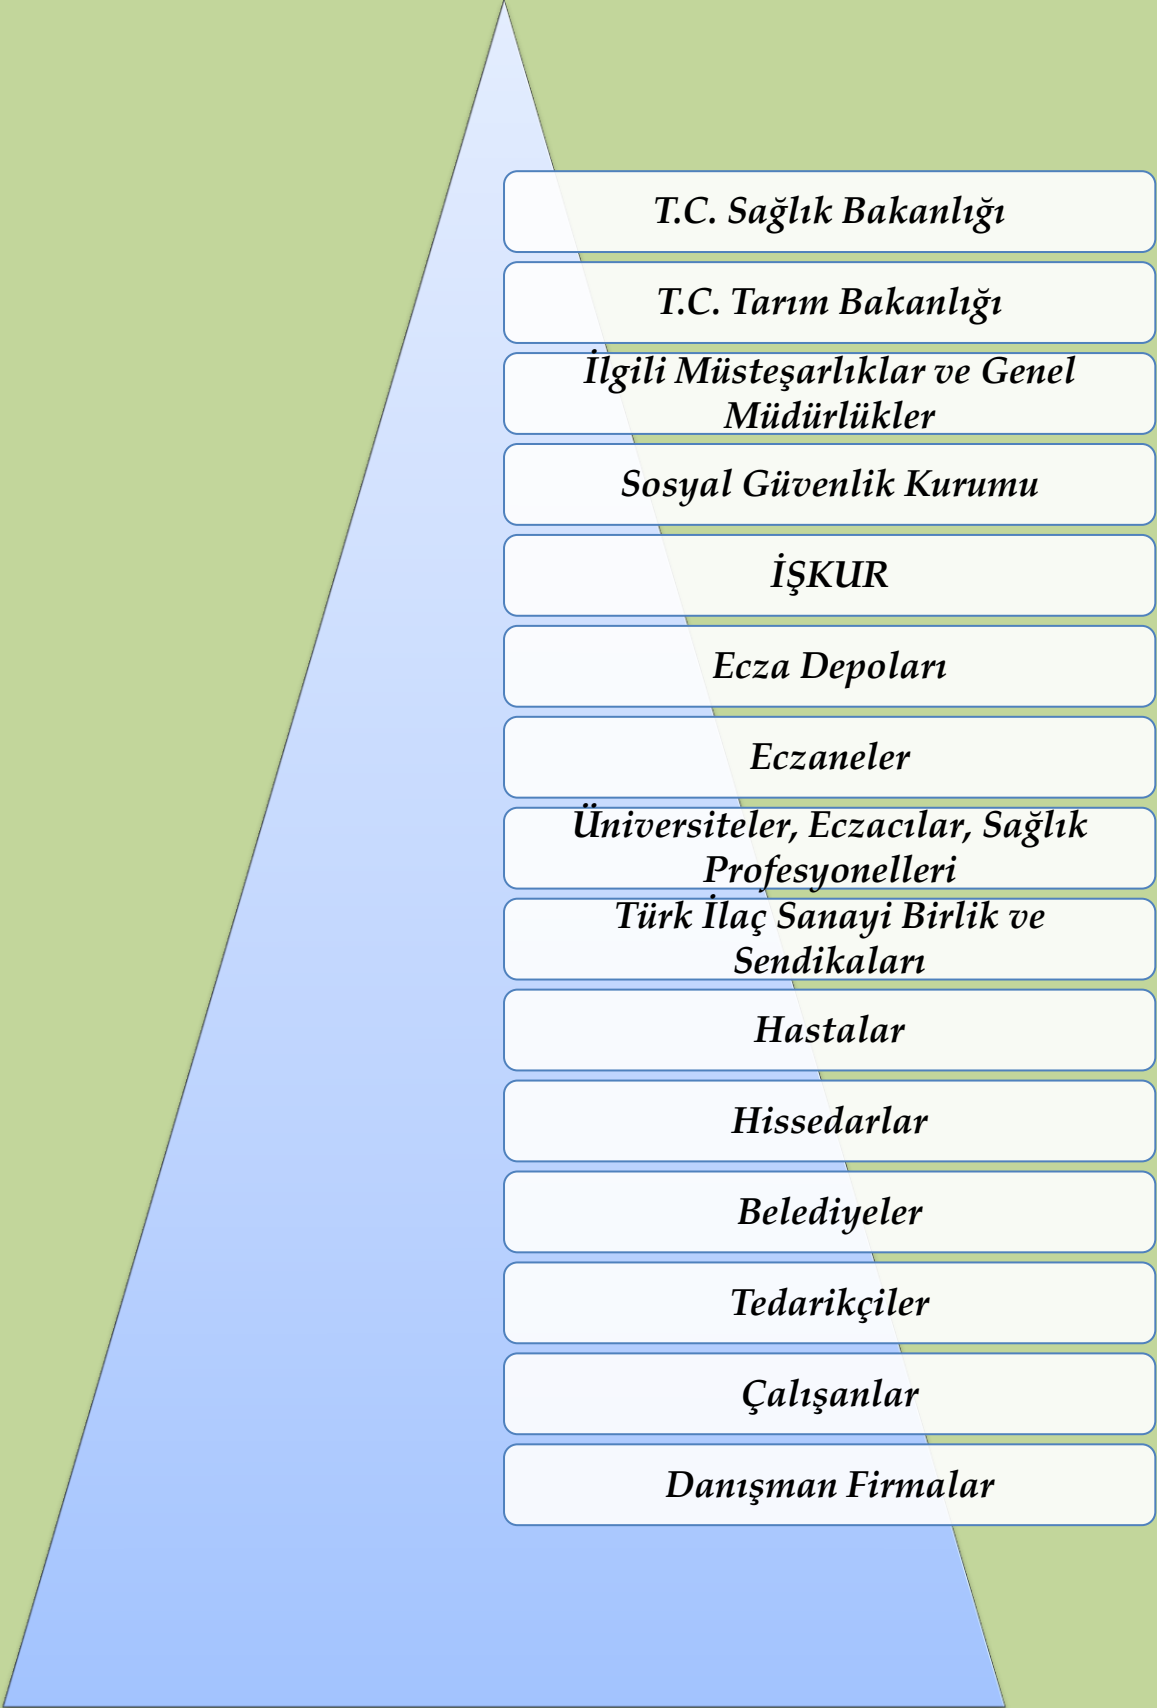 T.C. Sağlık Bakanlığı
T.C. Tarım Bakanlığı
İlgili Müsteşarlıklar ve Genel
Müdürlükler
Sosyal Güvenlik Kurumu
İŞKUR
Ecza Depoları
Eczaneler
Üniversiteler, Eczacılar, Sağlık
Profesyonelleri
Türk İlaç Sanayi Birlik ve
Sendikaları
Hastalar
Hissedarlar
Belediyeler
Tedarikçiler
Çalışanlar
Danışman Firmalar